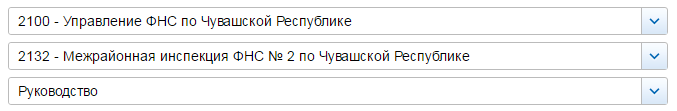 2100 - Управление ФНС по Чувашской Республике
2132 - Межрайонная инспекция ФНС № 2 по Чувашской Республике
Руководство